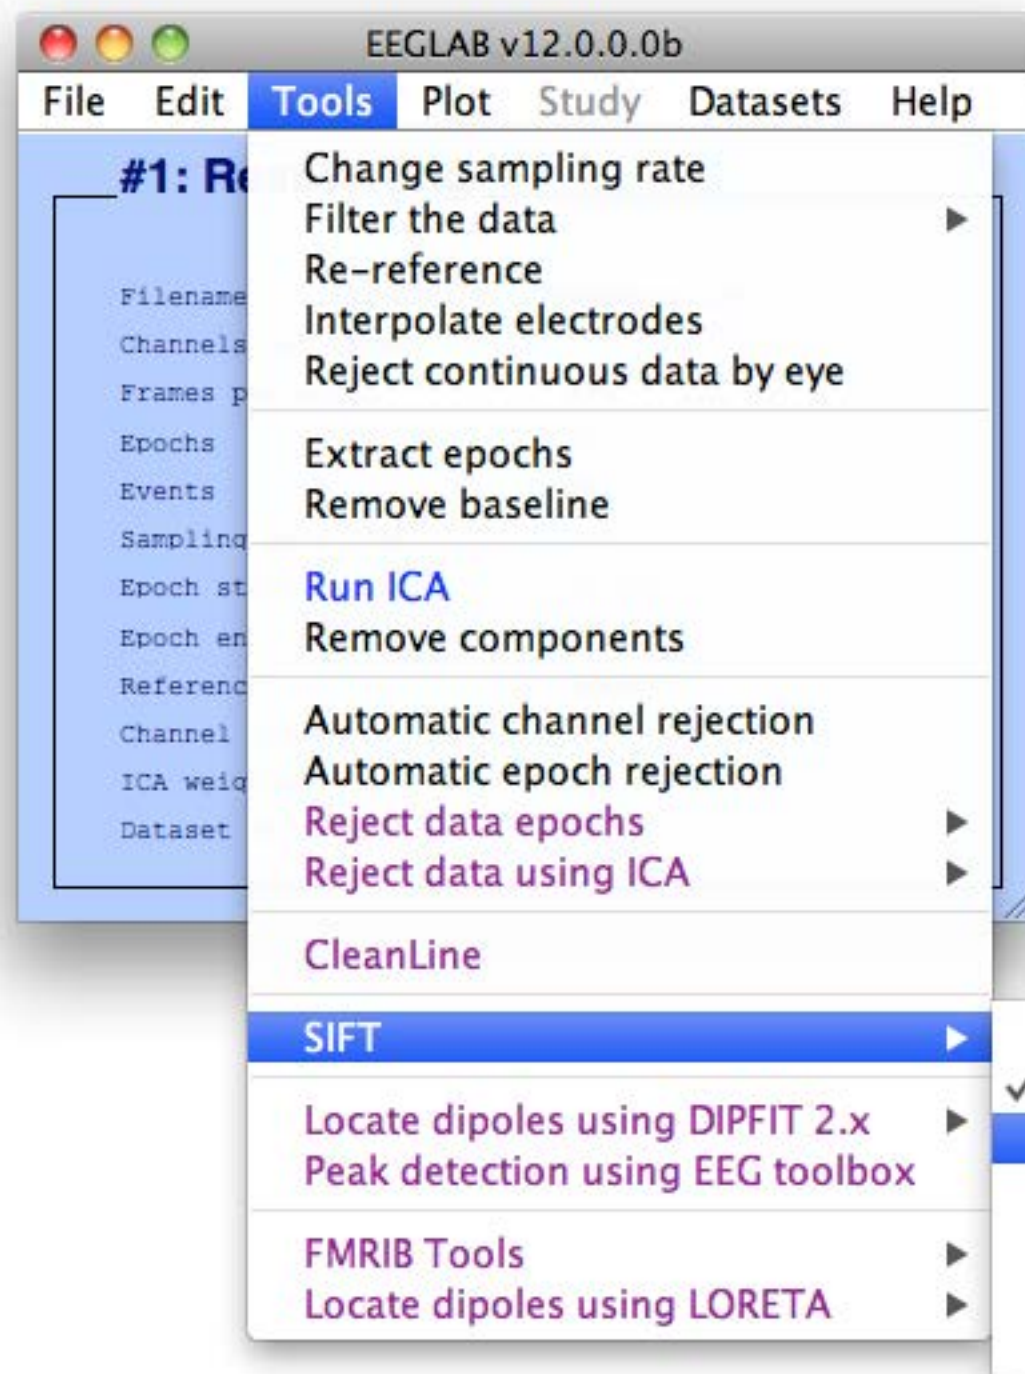 EEGLAB v12.0.0.0b
File Edit Tools Plot Study Datasets Help
#1: Re
Filename
Channels
Frames p
Epochs
Events
Sampling
Epoch st
Epoch en
Referenc
Channel
ICA weig
Dataset
Change sampling rate
Filter the data
Re-reference
Interpolate electrodes
Reject continuous data by eye
Extract epochs
Remove baseline
Run ICA
Remove components
Automatic channel rejection
Automatic epoch rejection
Reject data epochs
Reject data using ICA
CleanLine
SIFT
Locate dipoles using DIPFIT 2.x
Peak detection using EEG toolbox
FMRIB Tools
Locate dipoles using LORETA